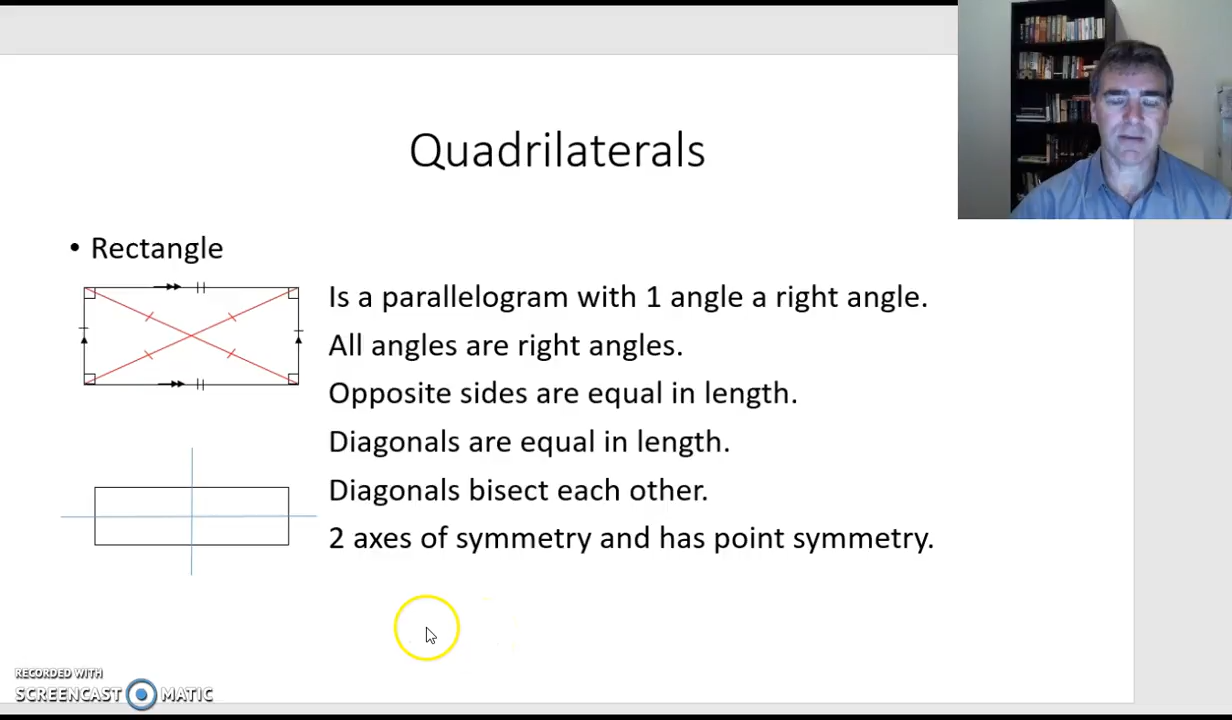 Quadrilaterals
• Rectangle
Is a parallelogram with 1 angle a right angle.
All angles are right angles.
Opposite sides are equal in length.
Diagonals are equal in length.
Diagonals bisect each other.
2 axes of symmetry and has point symmetry.
RECORDED WITH
SCREENCAST MATIC